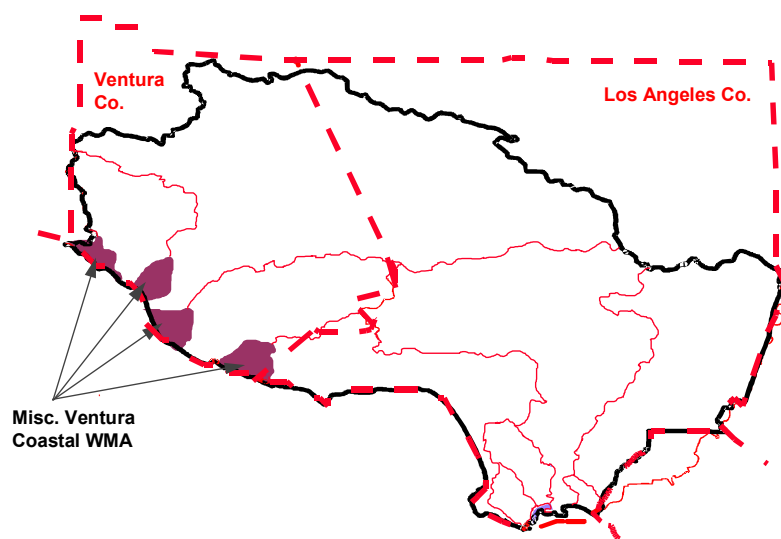 Ventura
Co.
Los Angeles Co.
Misc. Ventura
Coastal WMA